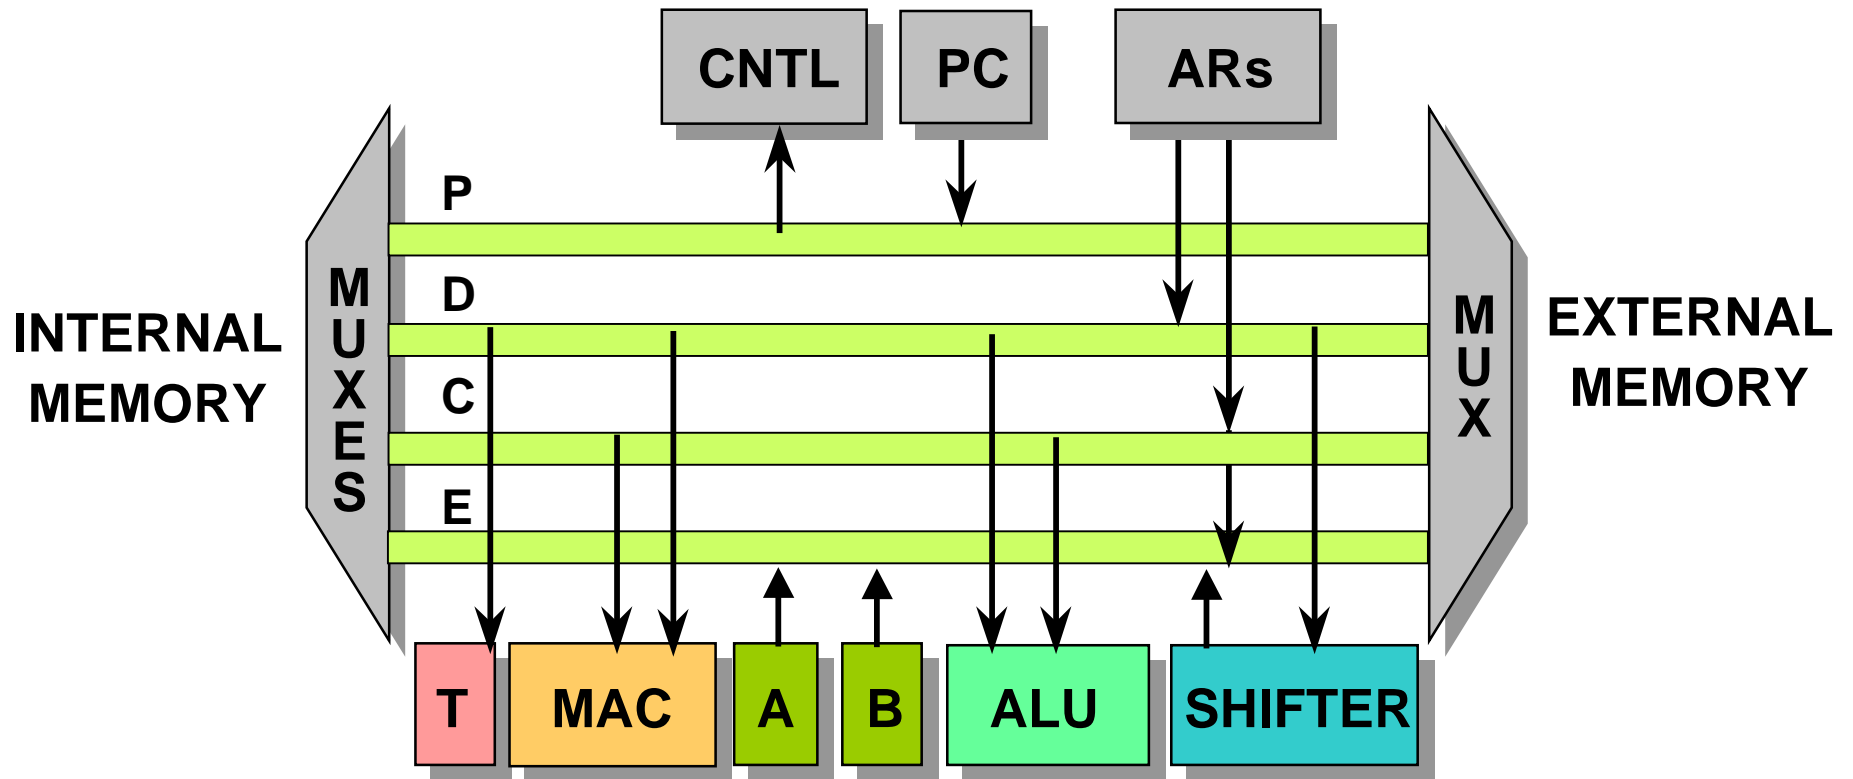 CNTL
PC
ARs
P
D
C
E
MUXES
INTERNAL
MEMORY
MUX
EXTERNAL
MEMORY
T
MAC
A
B
ALU
SHIFTER